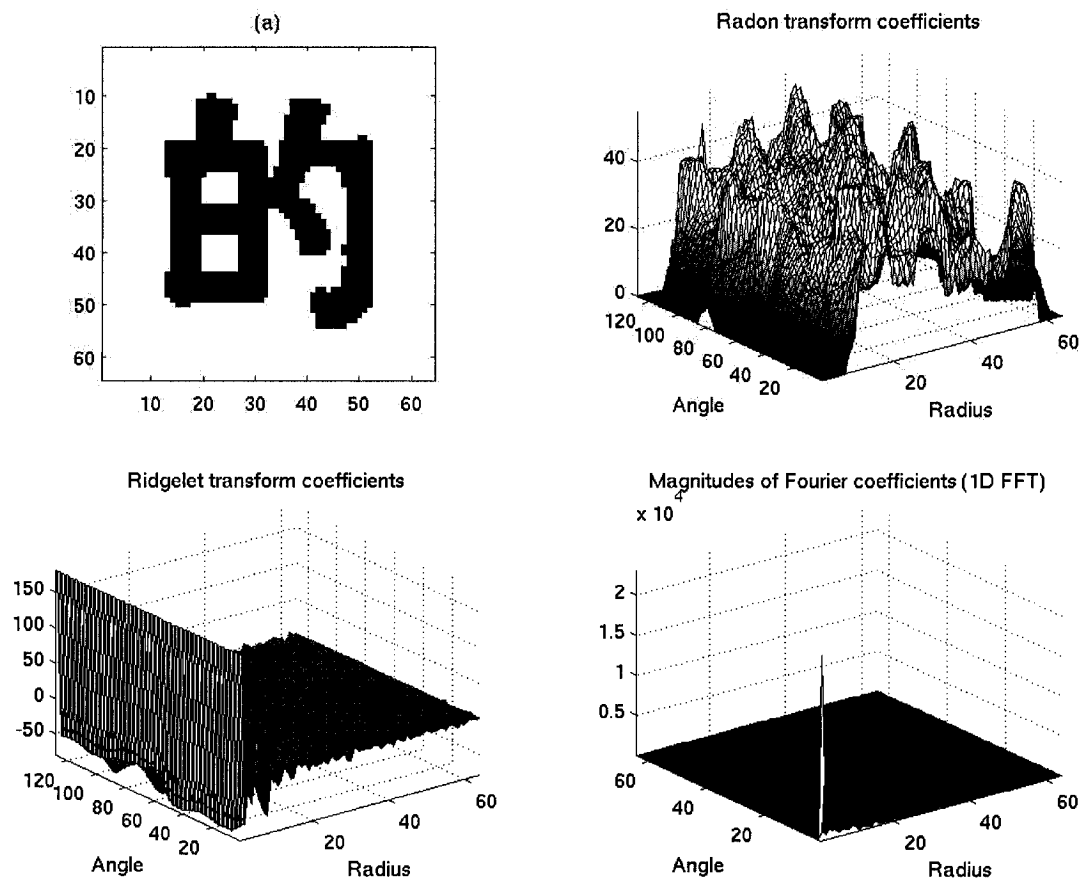 (a)
10
20
30
40
50
60
10 20 30 40 50 60
的
Radon transform coefficients
40
20
0
120 100 80 60 40 20
20 40 60
Angle
Radius
Ridgelet transform coefficients
150
100
50
0
-50
120 100 80 60 40 20
20 40 60
Angle
Radius
Magnitudes of Fourier coefficients (1D FFT)
x 10^4
2
1.5
1
0.5
60 40 20
20 40 60
Angle
Radius